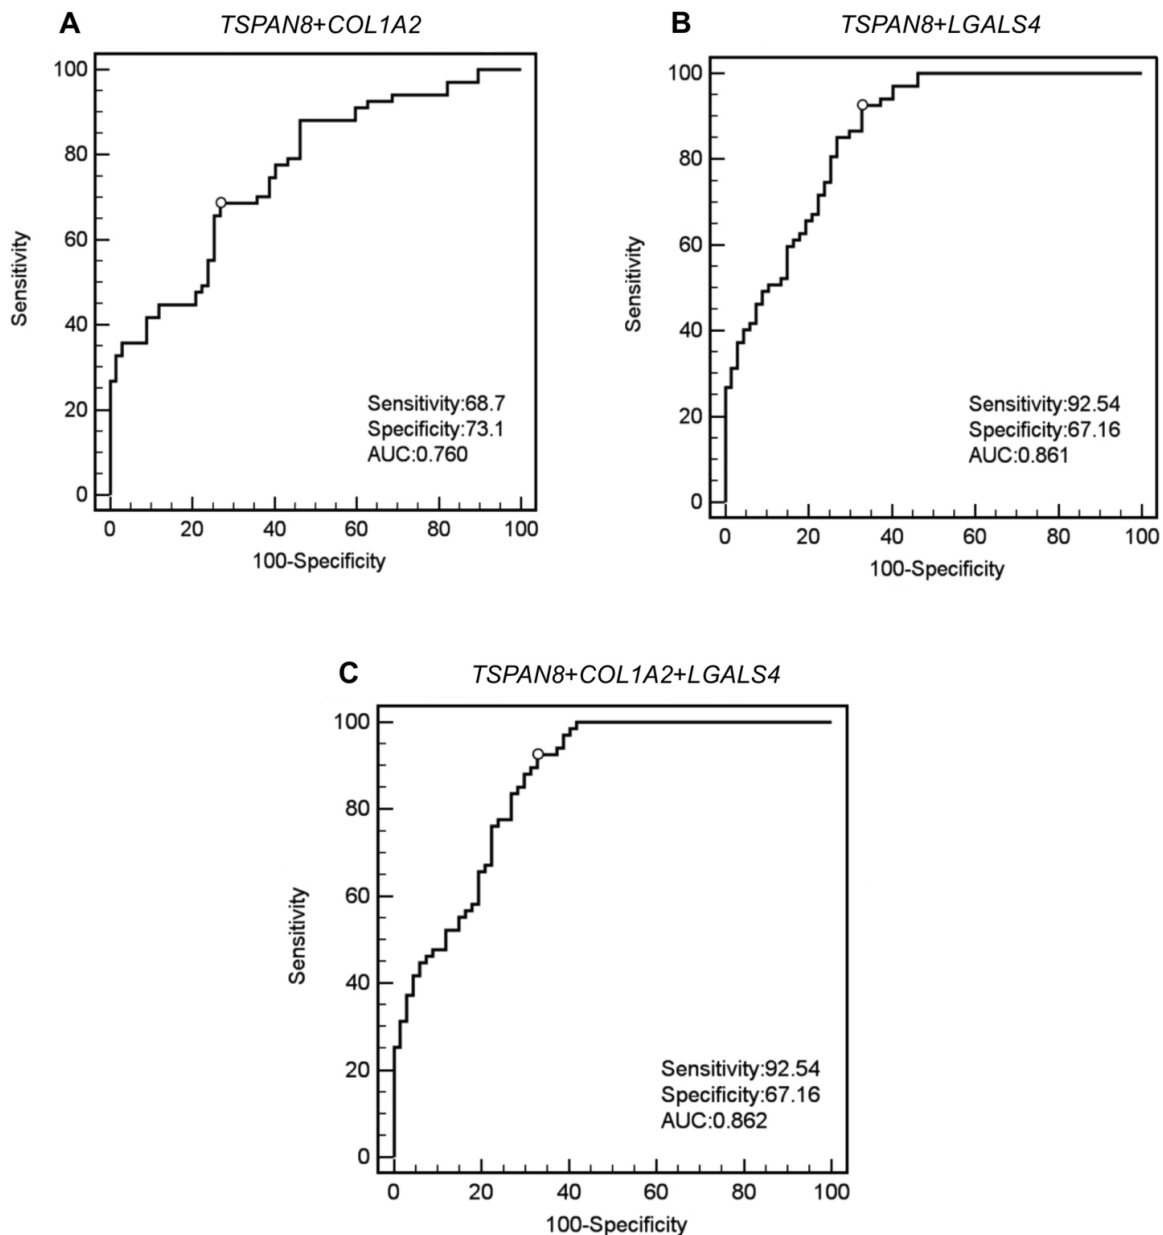 A
TSPAN8+COL1A2
100
80
60
40
20
0
Sensitivity
Sensitivity:68.7
Specificity:73.1
AUC:0.760
0 20 40 60 80 100
100-Specificity
B
TSPAN8+LGALS4
100
80
60
40
20
0
Sensitivity
Sensitivity:92.54
Specificity:67.16
AUC:0.861
0 20 40 60 80 100
100-Specificity
C
TSPAN8+COL1A2+LGALS4
100
80
60
40
20
0
Sensitivity
Sensitivity:92.54
Specificity:67.16
AUC:0.862
0 20 40 60 80 100
100-Specificity